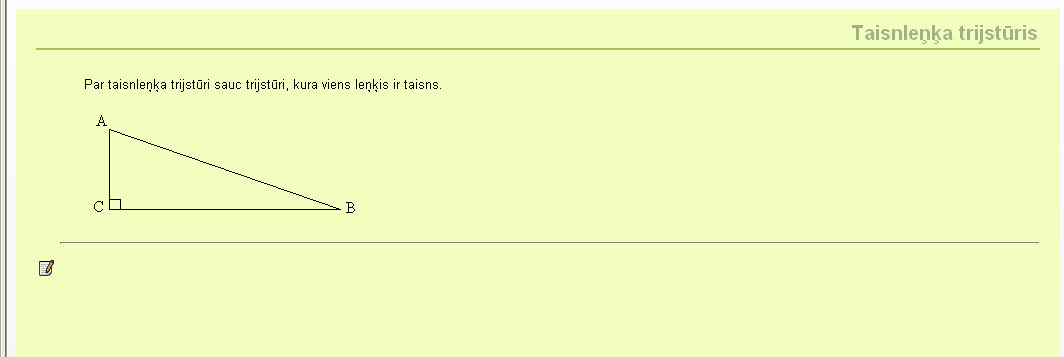 Taisnleņķa trijstūris
Par taisnleņķa trijstūri sauc trijstūri, kura viens leņķis ir taisns.
A
C
B